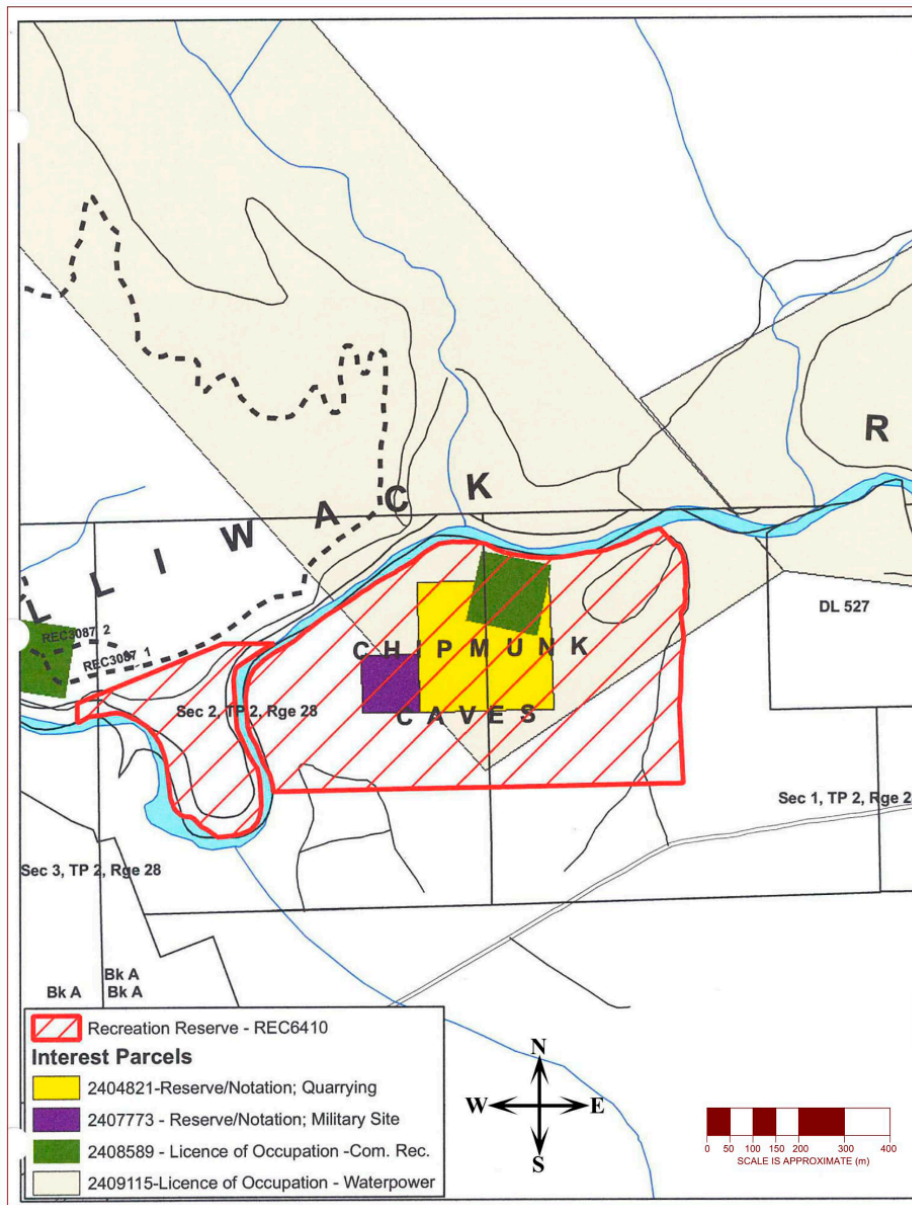 R
L L I W A C K
REC3087 2
REC3087 1
DL 527
C H I P M U N K
C A V E S
Sec 2, TP 2, Rge 28
Sec 1, TP 2, Rge 2
Sec 3, TP 2, Rge 28
Bk A
Bk A
Bk A
Recreation Reserve - REC6410
Interest Parcels
2404821-Reserve/Notation; Quarrying
2407773 - Reserve/Notation; Military Site
2408589 - Licence of Occupation -Com. Rec.
2409115-Licence of Occupation - Waterpower
N
W E
S
0 50 100 150 200 300 400
SCALE IS APPROXIMATE (m)